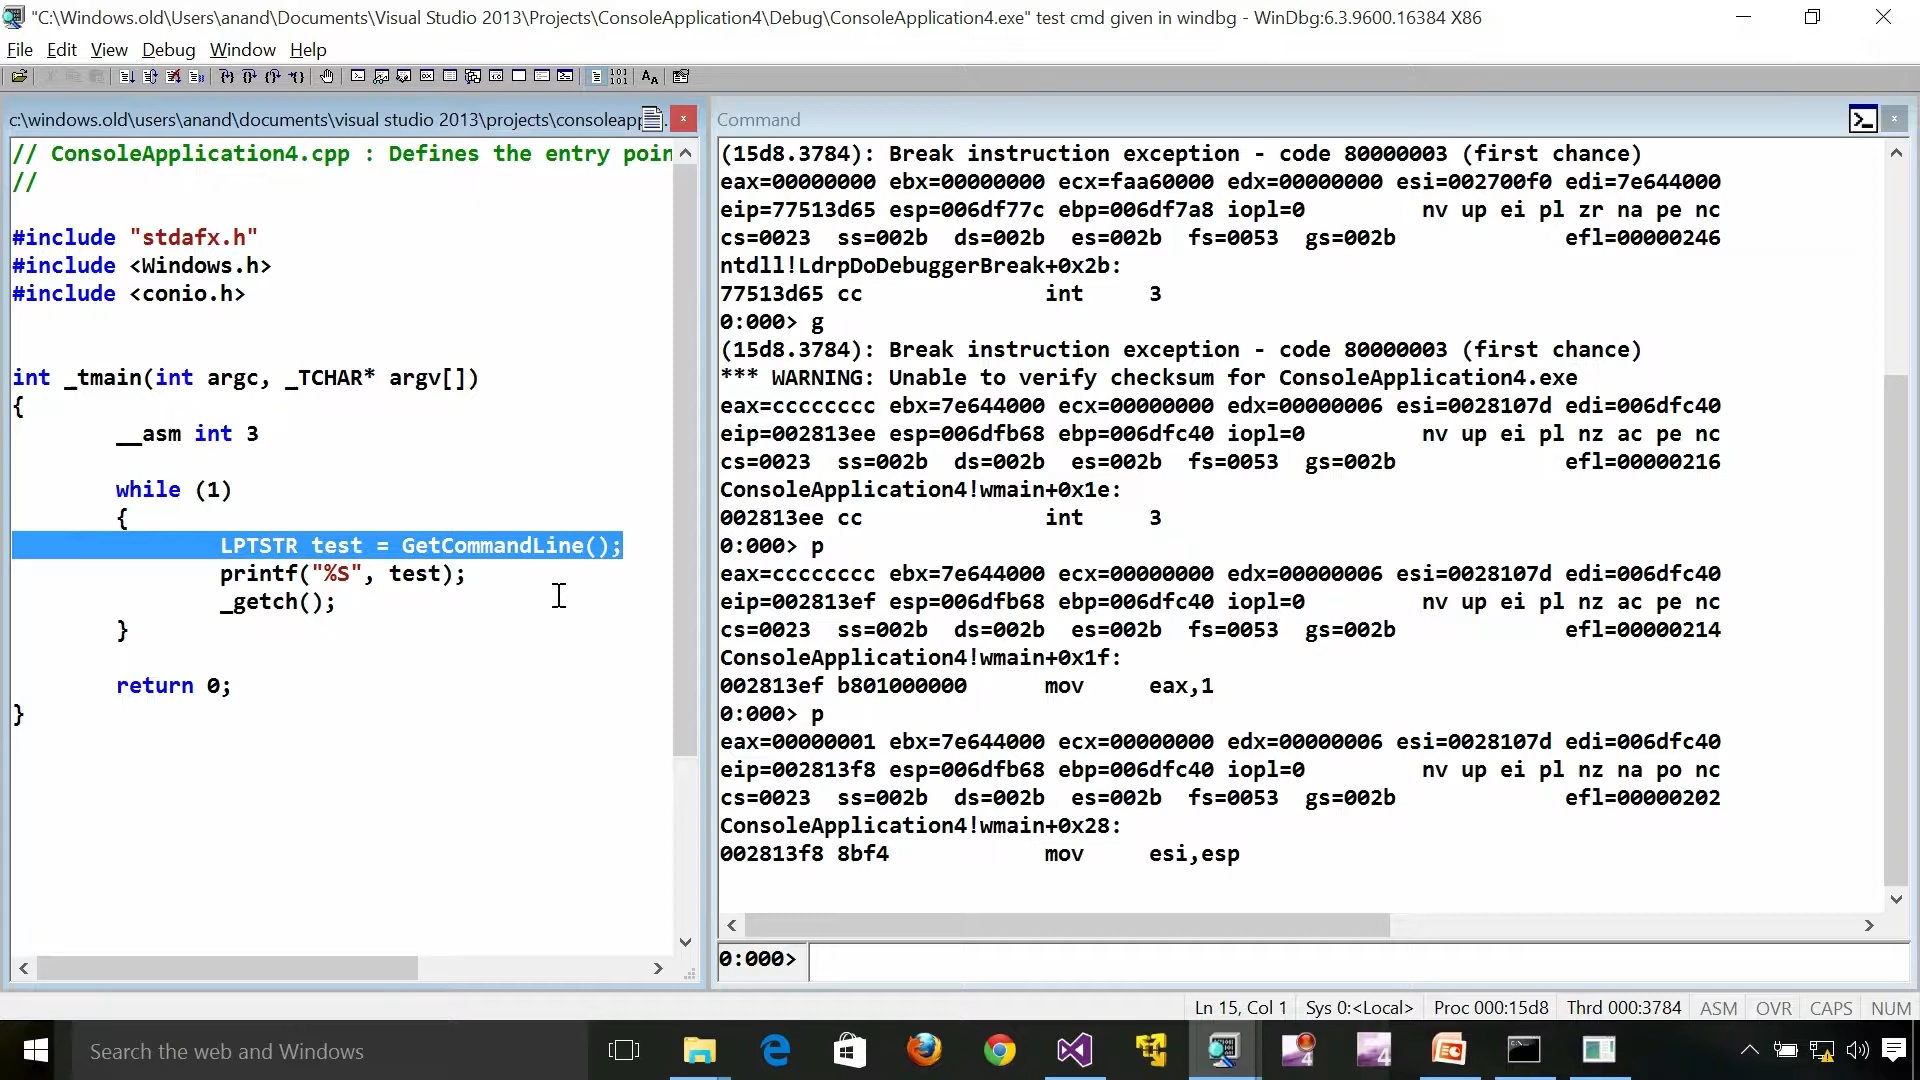 "C:\Windows.old\Users\anand\Documents\Visual Studio 2013\Projects\ConsoleApplication4\Debug\ConsoleApplication4.exe" test cmd given in windbg - WinDbg:6.3.9600.16384 X86
File Edit View Debug Window Help
c:\windows.old\users\anand\documents\visual studio 2013\projects\consoleapp
// ConsoleApplication4.cpp : Defines the entry poin
//
#include "stdafx.h"
#include <Windows.h>
#include <conio.h>
int _tmain(int argc, _TCHAR* argv[])
{
__asm int 3
while (1)
{
LPTSTR test = GetCommandLine();
printf("%S", test);
_getch();
}
return 0;
}
Command
(15d8.3784): Break instruction exception - code 80000003 (first chance)
eax=00000000 ebx=00000000 ecx=faa60000 edx=00000000 esi=002700f0 edi=7e644000
eip=77513d65 esp=006df77c ebp=006df7a8 iopl=0 nv up ei pl zr na pe nc
cs=0023 ss=002b ds=002b es=002b fs=0053 gs=002b efl=00000246
ntdll!LdrpDoDebuggerBreak+0x2b:
77513d65 cc int 3
0:000> g
(15d8.3784): Break instruction exception - code 80000003 (first chance)
*** WARNING: Unable to verify checksum for ConsoleApplication4.exe
eax=cccccccc ebx=7e644000 ecx=00000000 edx=00000006 esi=0028107d edi=006dfc40
eip=002813ee esp=006dfb68 ebp=006dfc40 iopl=0 nv up ei pl nz ac pe nc
cs=0023 ss=002b ds=002b es=002b fs=0053 gs=002b efl=00000216
ConsoleApplication4!wmain+0x1e:
002813ee cc int 3
0:000> p
eax=cccccccc ebx=7e644000 ecx=00000000 edx=00000006 esi=0028107d edi=006dfc40
eip=002813ef esp=006dfb68 ebp=006dfc40 iopl=0 nv up ei pl nz ac pe nc
cs=0023 ss=002b ds=002b es=002b fs=0053 gs=002b efl=00000214
ConsoleApplication4!wmain+0x1f:
002813ef b801000000 mov eax,1
0:000> p
eax=00000001 ebx=7e644000 ecx=00000000 edx=00000006 esi=0028107d edi=006dfc40
eip=002813f8 esp=006dfb68 ebp=006dfc40 iopl=0 nv up ei pl nz na po nc
cs=0023 ss=002b ds=002b es=002b fs=0053 gs=002b efl=00000202
ConsoleApplication4!wmain+0x28:
002813f8 8bf4 mov esi,esp
0:000>
Ln 15, Col 1 Sys 0:<Local> Proc 000:15d8 Thrd 000:3784 ASM OVR CAPS NUM
Search the web and Windows